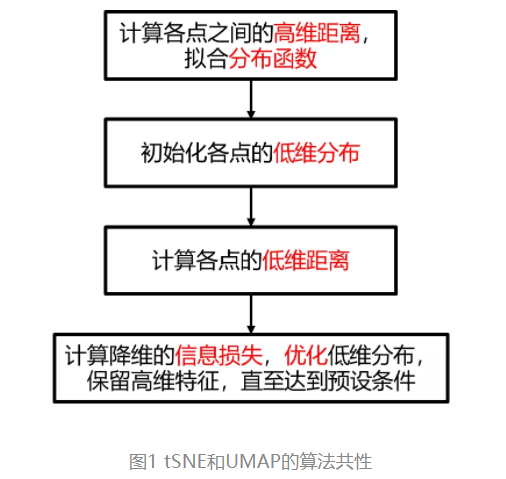 计算各点之间的高维距离，
拟合分布函数
初始化各点的低维分布
计算各点的低维距离
计算降维的信息损失，优化低维分布，
保留高维特征，直至达到预设条件
图1 tSNE和UMAP的算法共性